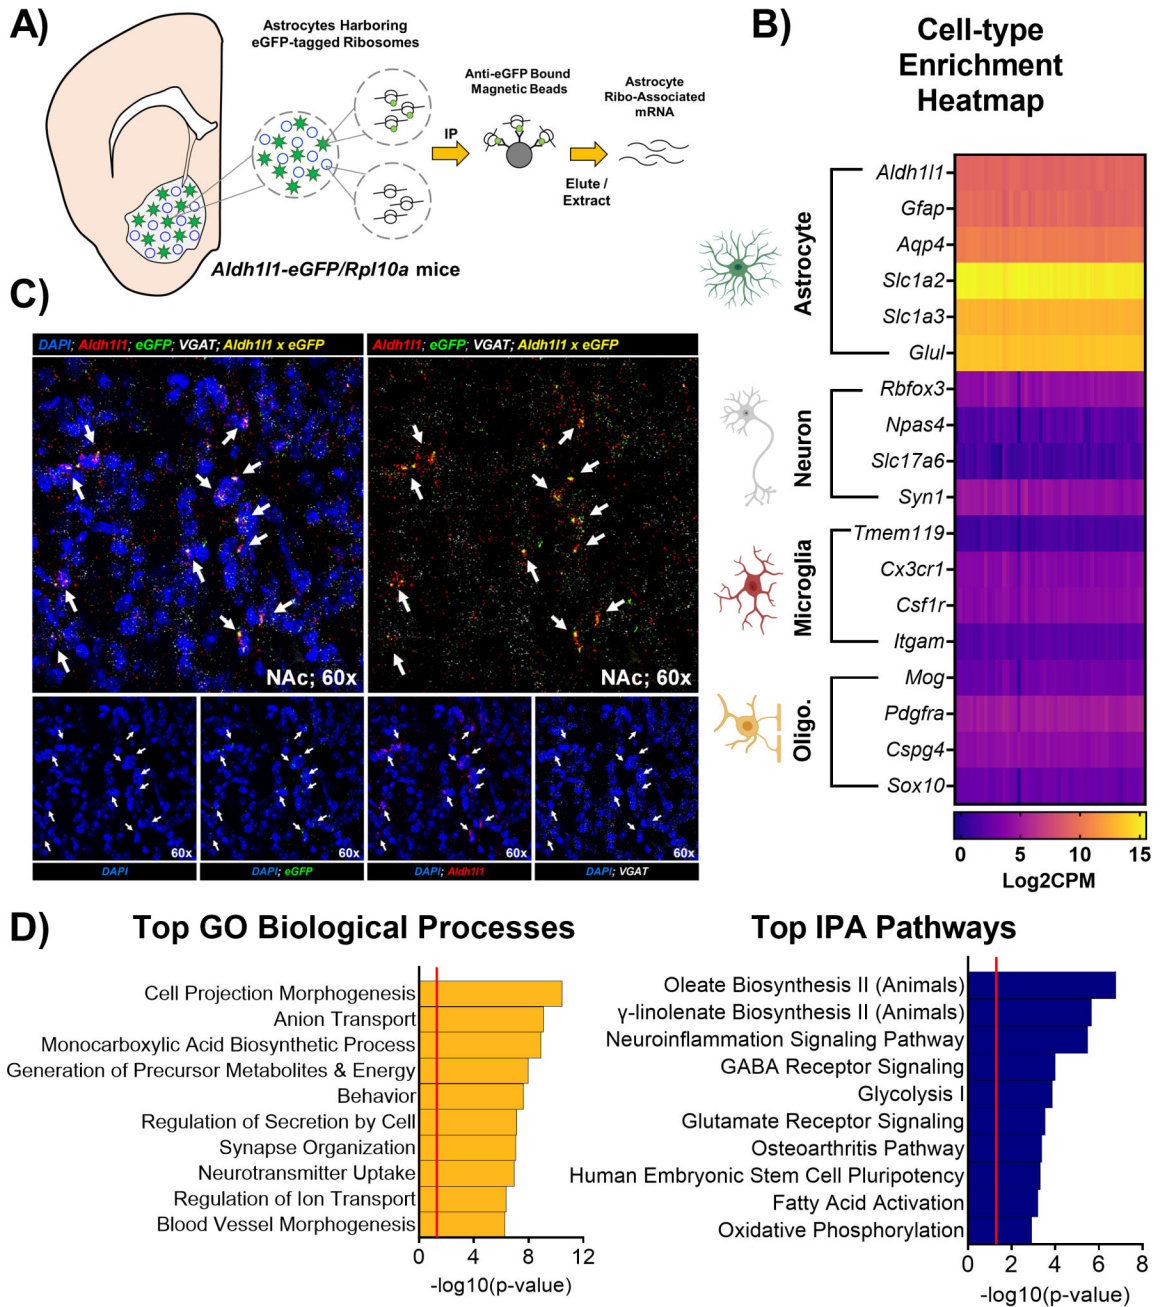 A)
Astrocytes Harboring
eGFP-tagged Ribosomes
Anti-eGFP Bound
Magnetic Beads
Astrocyte
Ribo-Associated
mRNA
IP
Elute /
Extract
Aldh1l1-eGFP/Rpl10a mice
B)
Cell-type
Enrichment
Heatmap
Astrocyte
Aldh1l1
Gfap
Aqp4
Slc1a2
Slc1a3
Glul
Neuron
Rbfox3
Npas4
Slc17a6
Syn1
Microglia
Tmem119
Cx3cr1
Csf1r
Itgam
Oligo.
Mog
Pdgfra
Cspg4
Sox10
0 5 10 15
Log2CPM
C)
DAPI; Aldh1l1; eGFP; VGAT; Aldh1l1 x eGFP
Aldh1l1; eGFP; VGAT; Aldh1l1 x eGFP
NAc; 60x
NAc; 60x
60x
60x
60x
60x
DAPI
DAPI; eGFP
DAPI; Aldh1l1
DAPI; VGAT
D)
Top GO Biological Processes
Cell Projection Morphogenesis
Anion Transport
Monocarboxylic Acid Biosynthetic Process
Generation of Precursor Metabolites & Energy
Behavior
Regulation of Secretion by Cell
Synapse Organization
Neurotransmitter Uptake
Regulation of Ion Transport
Blood Vessel Morphogenesis
0 4 8 12
-log10(p-value)
Top IPA Pathways
Oleate Biosynthesis II (Animals)
γ-linolenate Biosynthesis II (Animals)
Neuroinflammation Signaling Pathway
GABA Receptor Signaling
Glycolysis I
Glutamate Receptor Signaling
Osteoarthritis Pathway
Human Embryonic Stem Cell Pluripotency
Fatty Acid Activation
Oxidative Phosphorylation
0 2 4 6 8
-log10(p-value)